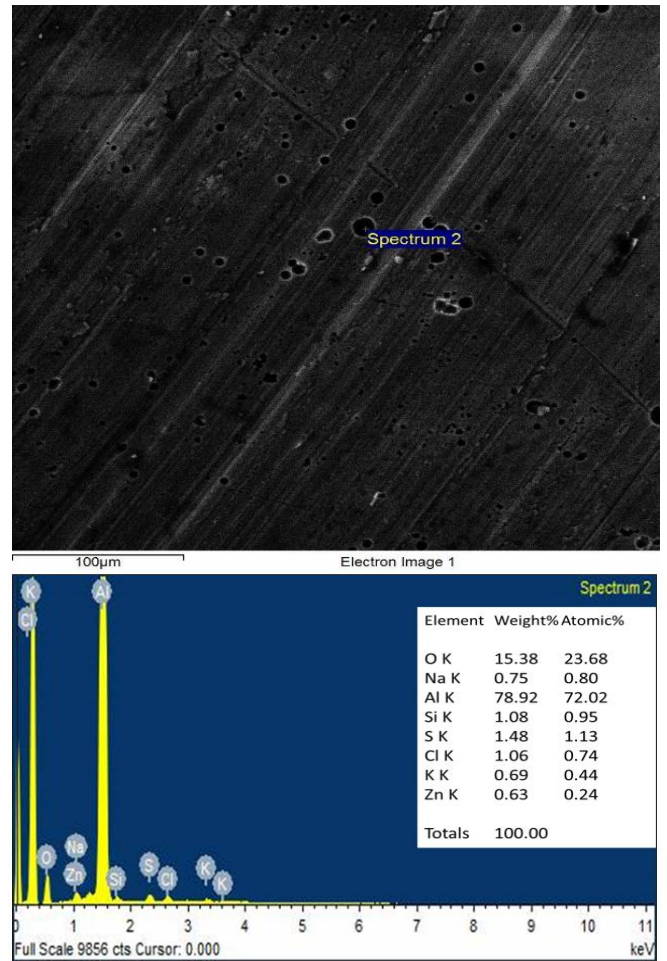 Spectrum 2
100µm
Electron Image 1
Spectrum 2
K
Al
Cl
O
Na
Zn
Si
S
Cl
K
K
Element Weight% Atomic%
O K 15.38 23.68
Na K 0.75 0.80
Al K 78.92 72.02
Si K 1.08 0.95
S K 1.48 1.13
Cl K 1.06 0.74
K K 0.69 0.44
Zn K 0.63 0.24
Totals 100.00
0 1 2 3 4 5 6 7 8 9 10 11
Full Scale 9856 cts Cursor: 0.000
keV